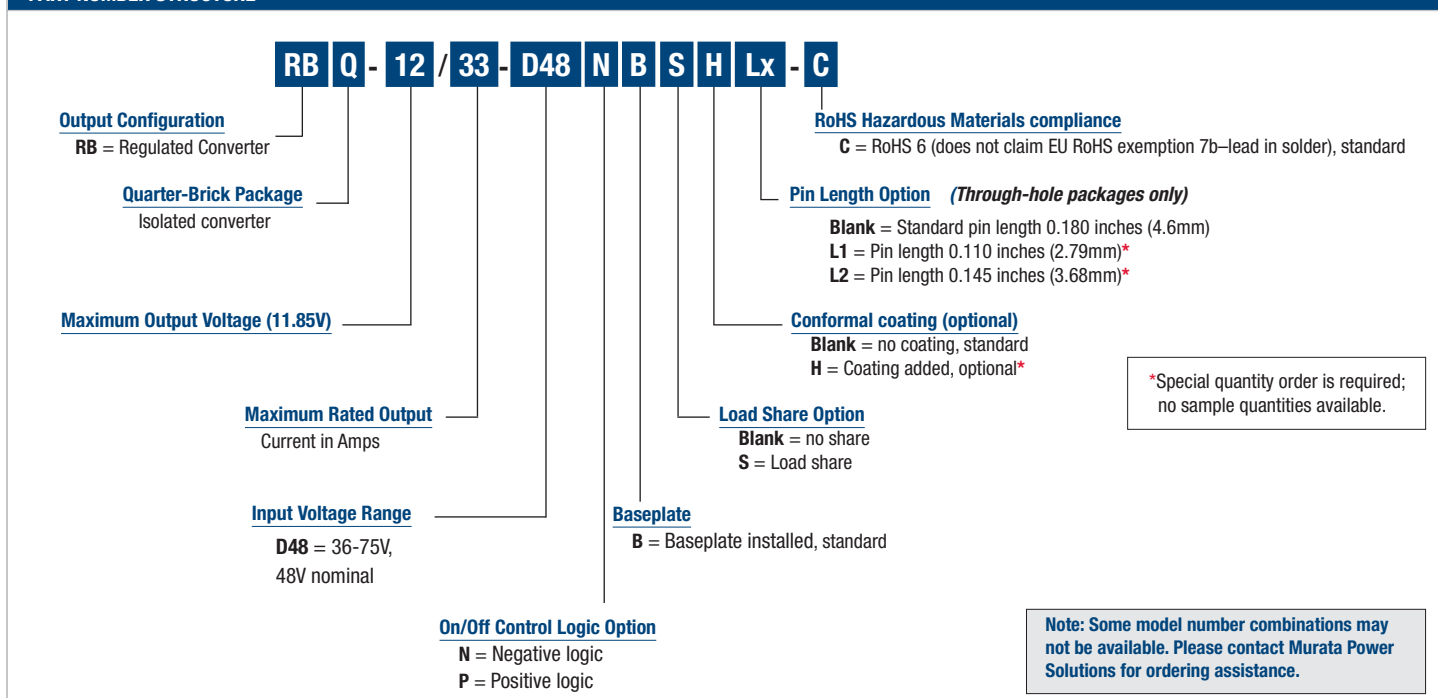 PART NUMBER STRUCTURE
RB Q - 12 / 33 - D48 N B S H Lx - C
Output Configuration
RB = Regulated Converter
RoHS Hazardous Materials compliance
C = RoHS 6 (does not claim EU RoHS exemption 7b–lead in solder), standard
Quarter-Brick Package
Isolated converter
Pin Length Option (Through-hole packages only)
Blank = Standard pin length 0.180 inches (4.6mm)
L1 = Pin length 0.110 inches (2.79mm)*
L2 = Pin length 0.145 inches (3.68mm)*
Maximum Output Voltage (11.85V)
Conformal coating (optional)
Blank = no coating, standard
H = Coating added, optional*
*Special quantity order is required;
no sample quantities available.
Maximum Rated Output
Current in Amps
Load Share Option
Blank = no share
S = Load share
Input Voltage Range
D48 = 36-75V,
48V nominal
Baseplate
B = Baseplate installed, standard
On/Off Control Logic Option
N = Negative logic
P = Positive logic
Note: Some model number combinations may
not be available. Please contact Murata Power
Solutions for ordering assistance.